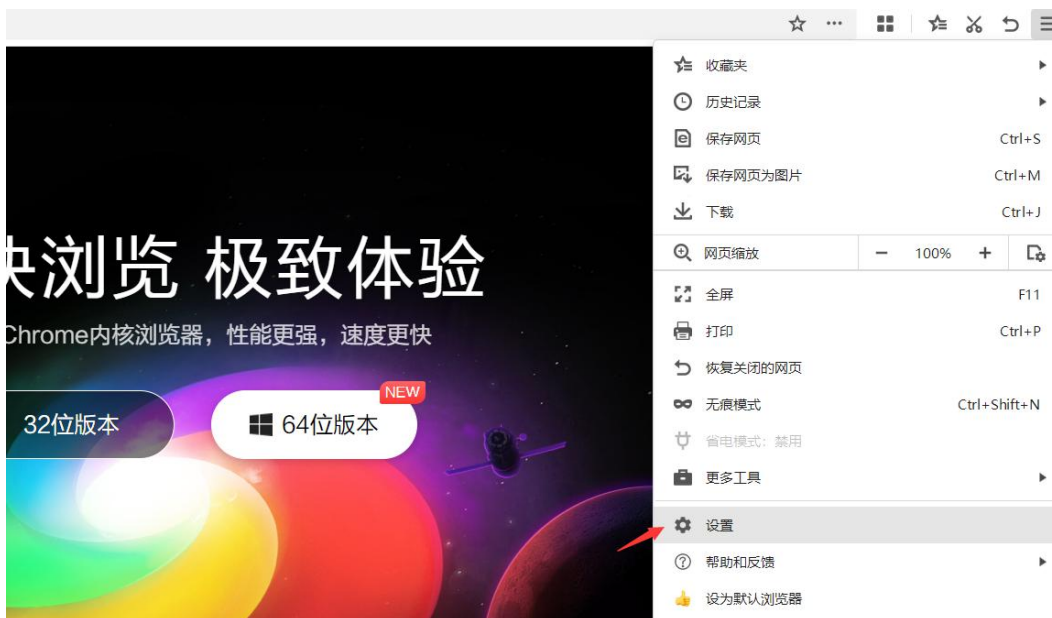 收藏夹
历史记录
保存网页 Ctrl+S
保存网页为图片 Ctrl+M
下载 Ctrl+J
网页缩放 − 100% +
全屏 F11
打印 Ctrl+P
恢复关闭的网页
无痕模式 Ctrl+Shift+N
省电模式：禁用
更多工具
设置
帮助和反馈
设为默认浏览器
浏览 极致体验
Chrome内核浏览器，性能更强，速度更快
NEW
32位版本
64位版本